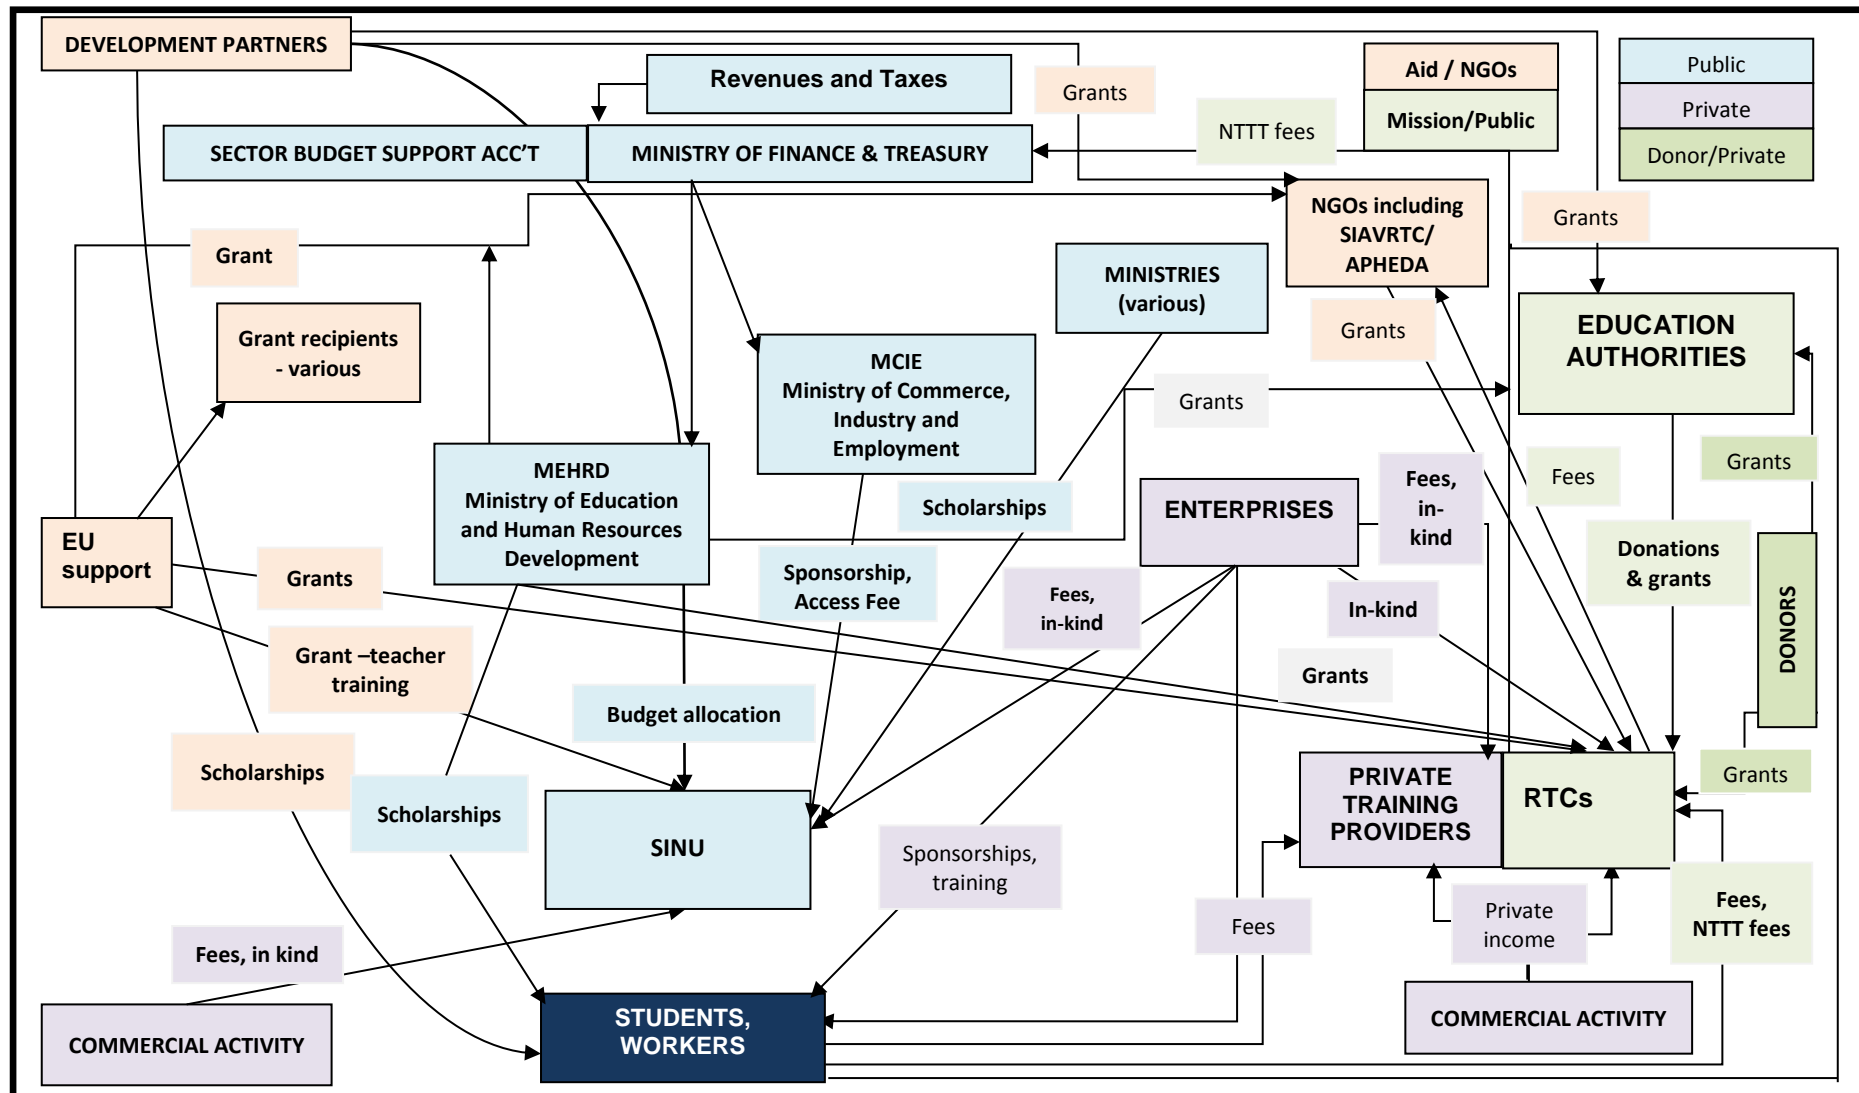 DEVELOPMENT PARTNERS
Revenues and Taxes
Grants
Aid / NGOs
Mission/Public
Public
Private
Donor/Private
SECTOR BUDGET SUPPORT ACC'T
MINISTRY OF FINANCE & TREASURY
NTTT fees
NGOs including
SIAVRTC/
APHEDA
Grants
Grant
MINISTRIES
(various)
Grant recipients
- various
Grants
EDUCATION
AUTHORITIES
MCIE
Ministry of Commerce,
Industry and
Employment
Grants
MEHRD
Ministry of Education
and Human Resources
Development
Scholarships
ENTERPRISES
Fees,
in-
kind
Fees
Grants
EU
support
Grants
Sponsorship,
Access Fee
Fees,
in-kind
In-kind
Donations
& grants
DONORS
Grant –teacher
training
Grants
Budget allocation
Scholarships
Scholarships
SINU
Sponsorships,
training
PRIVATE
TRAINING
PROVIDERS
RTCs
Grants
Fees, in kind
Fees
Private
income
Fees,
NTTT fees
COMMERCIAL ACTIVITY
STUDENTS,
WORKERS
COMMERCIAL ACTIVITY